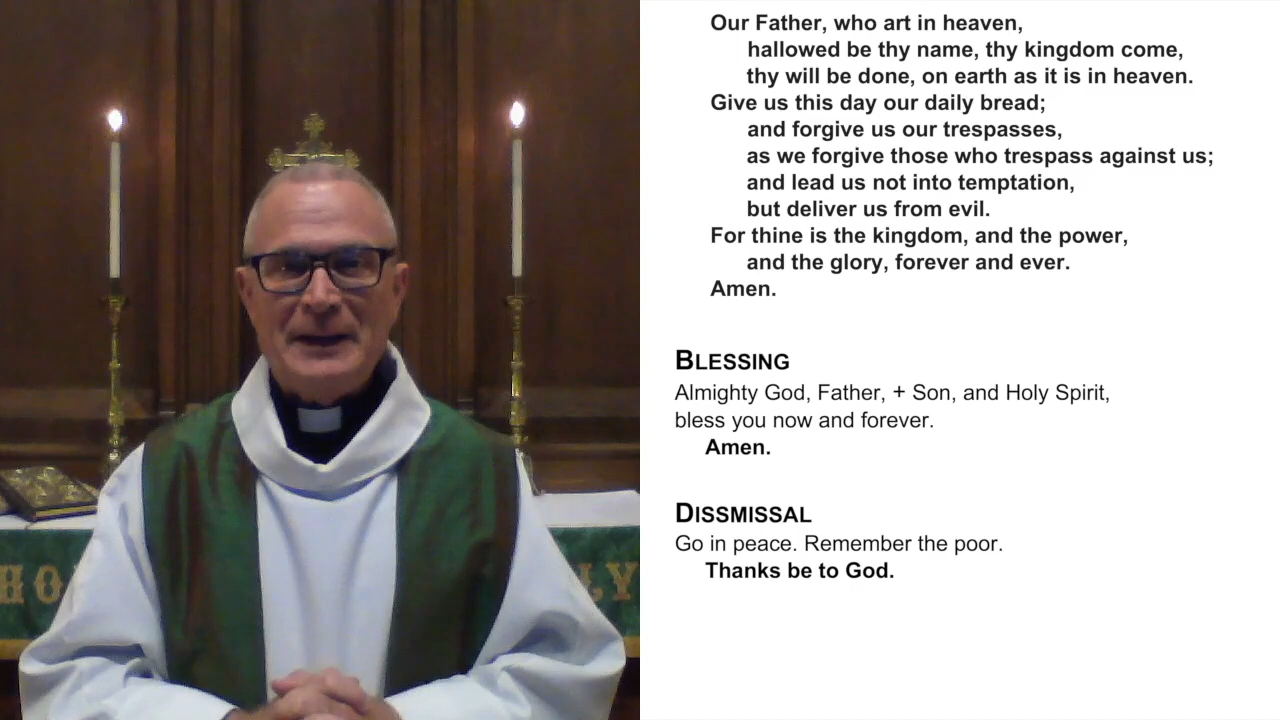 Our Father, who art in heaven,
hallowed be thy name, thy kingdom come,
thy will be done, on earth as it is in heaven.
Give us this day our daily bread;
and forgive us our trespasses,
as we forgive those who trespass against us;
and lead us not into temptation,
but deliver us from evil.
For thine is the kingdom, and the power,
and the glory, forever and ever.
Amen.
BLESSING
Almighty God, Father, + Son, and Holy Spirit,
bless you now and forever.
Amen.
DISSMISSAL
Go in peace. Remember the poor.
Thanks be to God.
HO
LY